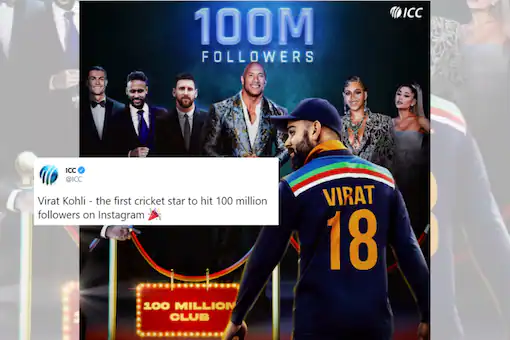 100M
FOLLOWERS
ICC
ICC
@ICC
Virat Kohli - the first cricket star to hit 100 million
followers on Instagram
VIRAT
18
100 MILLION
CLUB